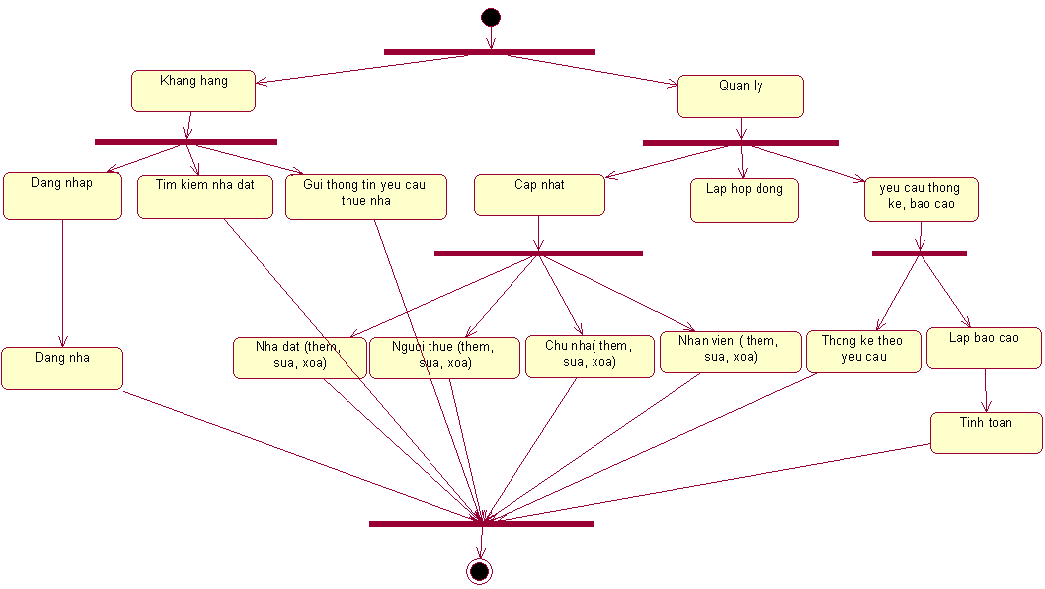 Khang hang
Quan lý
Dang nhap
Tim kiem nha dat
Gui thong tin yeu cau
thue nha
Cap nhat
Lap hop dong
yeu cau thong
ke, bao cao
Dang nha
Nha dat (them,
sua, xoa)
Nguoi thue (them,
sua, xoa)
Chu nha( them,
sua, xoa)
Nhan vien ( them,
sua, xoa)
Thong ke theo
yeu cau
Lap bao cao
Tinh toan